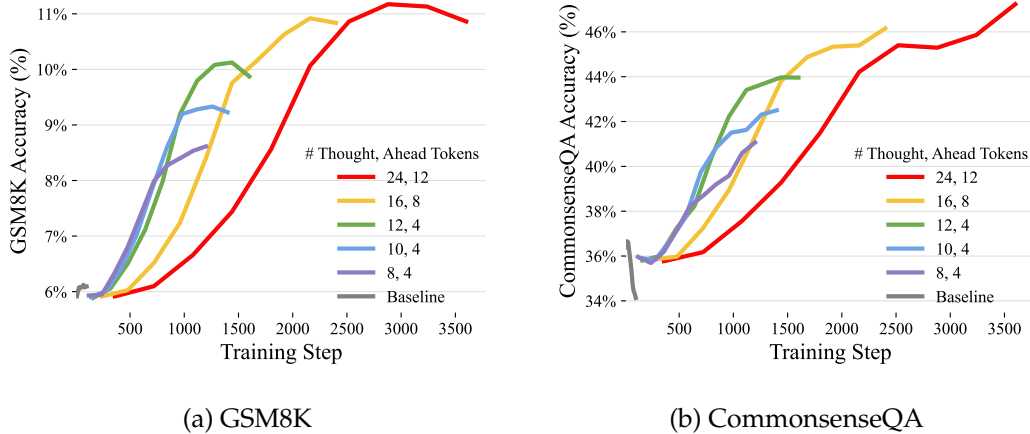 GSM8K Accuracy (%)
11%
10%
9%
8%
7%
6%
# Thought, Ahead Tokens
24, 12
16, 8
12, 4
10, 4
8, 4
Baseline
500 1000 1500 2000 2500 3000 3500
Training Step
(a) GSM8K
CommonsenseQA Accuracy (%)
46%
44%
42%
40%
38%
36%
34%
# Thought, Ahead Tokens
24, 12
16, 8
12, 4
10, 4
8, 4
Baseline
500 1000 1500 2000 2500 3000 3500
Training Step
(b) CommonsenseQA